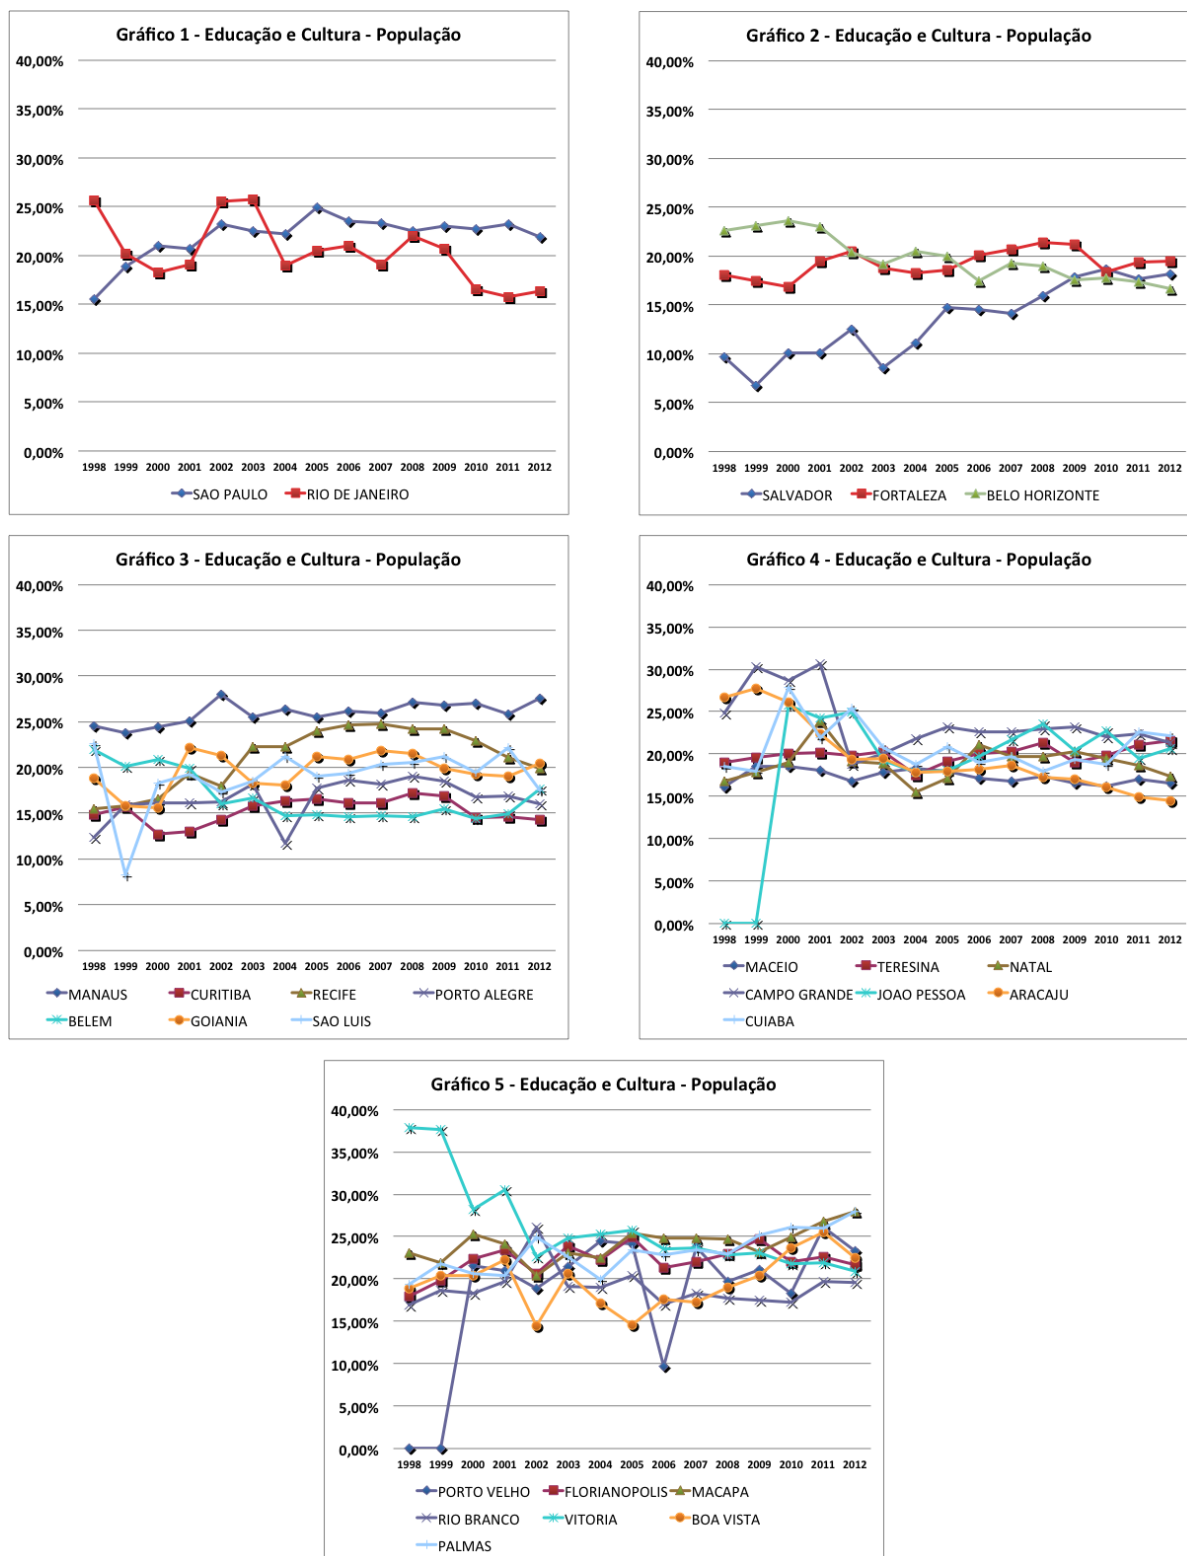 Gráfico 1 - Educação e Cultura - População
40,00%
35,00%
30,00%
25,00%
20,00%
15,00%
10,00%
5,00%
0,00%
1998 1999 2000 2001 2002 2003 2004 2005 2006 2007 2008 2009 2010 2011 2012
SAO PAULO RIO DE JANEIRO
Gráfico 2 - Educação e Cultura - População
40,00%
35,00%
30,00%
25,00%
20,00%
15,00%
10,00%
5,00%
0,00%
1998 1999 2000 2001 2002 2003 2004 2005 2006 2007 2008 2009 2010 2011 2012
SALVADOR FORTALEZA BELO HORIZONTE
Gráfico 3 - Educação e Cultura - População
40,00%
35,00%
30,00%
25,00%
20,00%
15,00%
10,00%
5,00%
0,00%
1998 1999 2000 2001 2002 2003 2004 2005 2006 2007 2008 2009 2010 2011 2012
MANAUS CURITIBA RECIFE PORTO ALEGRE
BELEM GOIANIA SAO LUIS
Gráfico 4 - Educação e Cultura - População
40,00%
35,00%
30,00%
25,00%
20,00%
15,00%
10,00%
5,00%
0,00%
1998 1999 2000 2001 2002 2003 2004 2005 2006 2007 2008 2009 2010 2011 2012
MACEIO TERESINA NATAL
CAMPO GRANDE JOAO PESSOA ARACAJU
CUIABA
Gráfico 5 - Educação e Cultura - População
40,00%
35,00%
30,00%
25,00%
20,00%
15,00%
10,00%
5,00%
0,00%
1998 1999 2000 2001 2002 2003 2004 2005 2006 2007 2008 2009 2010 2011 2012
PORTO VELHO FLORIANOPOLIS MACAPA
RIO BRANCO VITORIA BOA VISTA
PALMAS